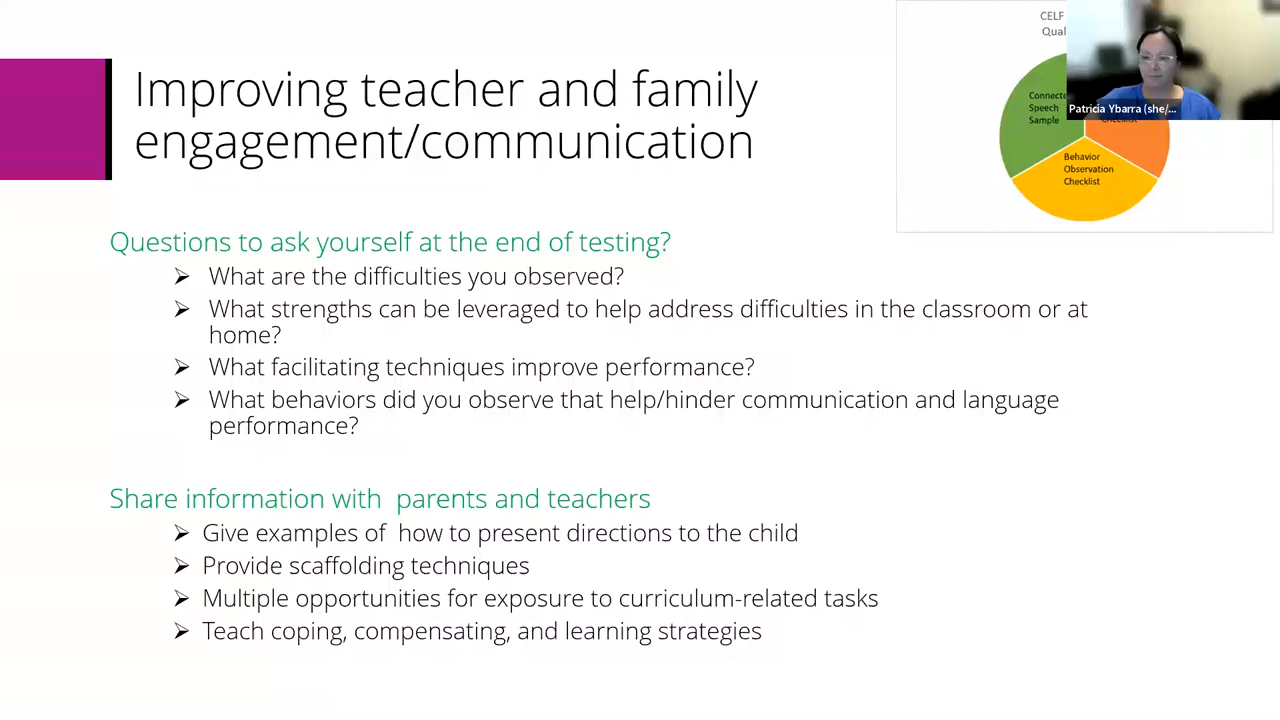 Improving teacher and family
engagement/communication
CELF
Qual
Patricia Ybarra (she/...
Connecte
Speech
Sample
Checklist
Behavior
Observation
Checklist
Questions to ask yourself at the end of testing?
What are the difficulties you observed?
What strengths can be leveraged to help address difficulties in the classroom or at
home?
What facilitating techniques improve performance?
What behaviors did you observe that help/hinder communication and language
performance?
Share information with  parents and teachers
Give examples of  how to present directions to the child
Provide scaffolding techniques
Multiple opportunities for exposure to curriculum-related tasks
Teach coping, compensating, and learning strategies